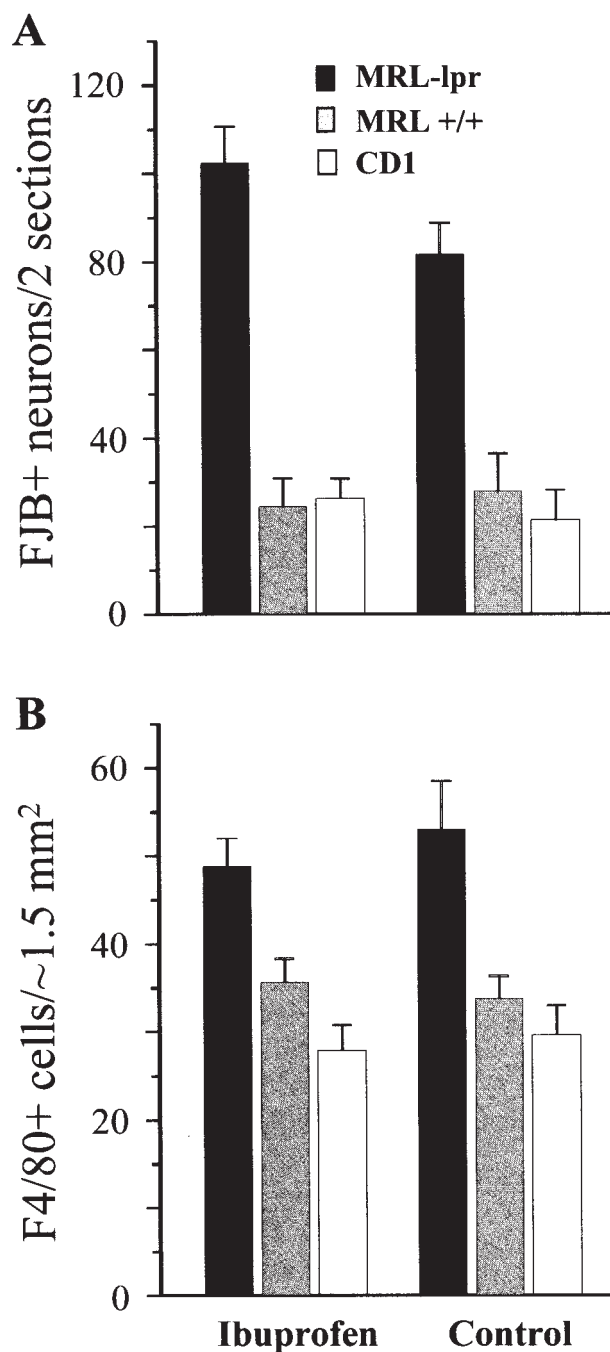 A
FJB+ neurons/2 sections
120
80
40
0
MRL-lpr
MRL +/+
CD1
B
F4/80+ cells/~1.5 mm²
60
40
20
0
Ibuprofen Control